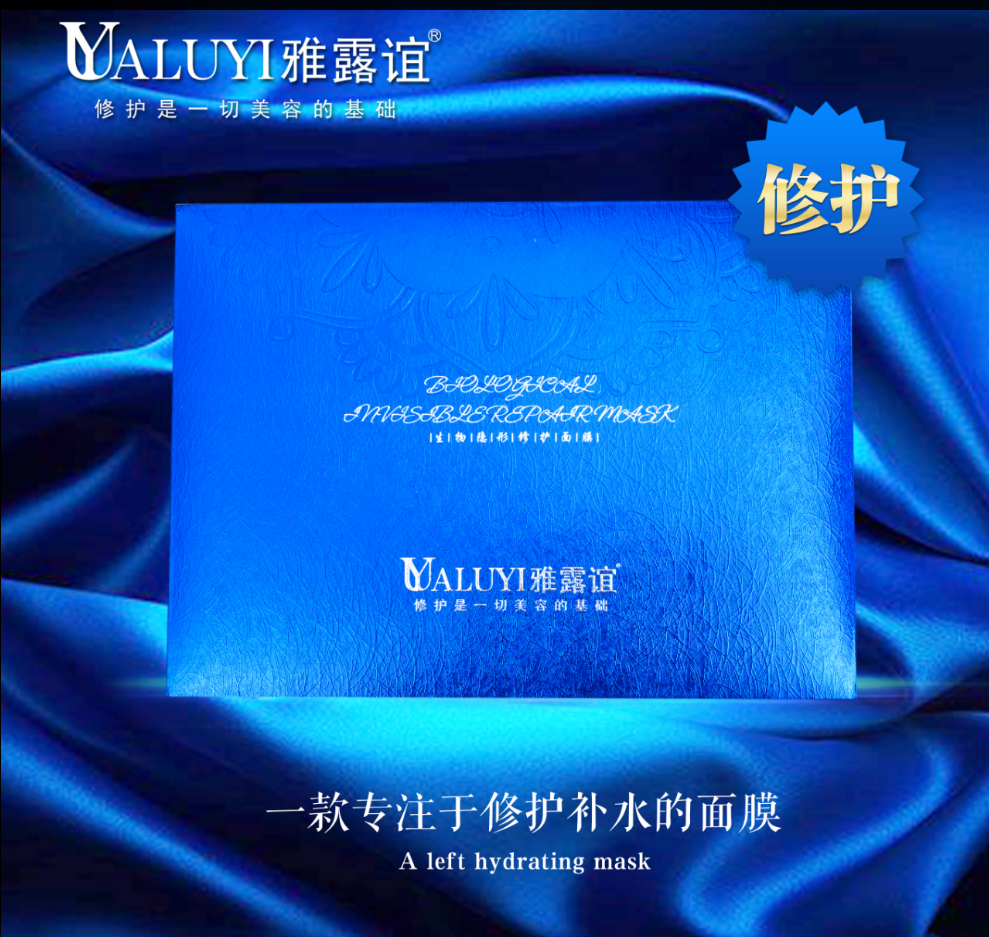 YALUYI雅露谊®
修护是一切美容的基础
修护
BIOLOGICAL
INVISIBLE REPAIR MASK
|生|物|隐|形|修|护|面|膜|
YALUYI雅露谊®
修护是一切美容的基础
一款专注于修护补水的面膜
A left hydrating mask